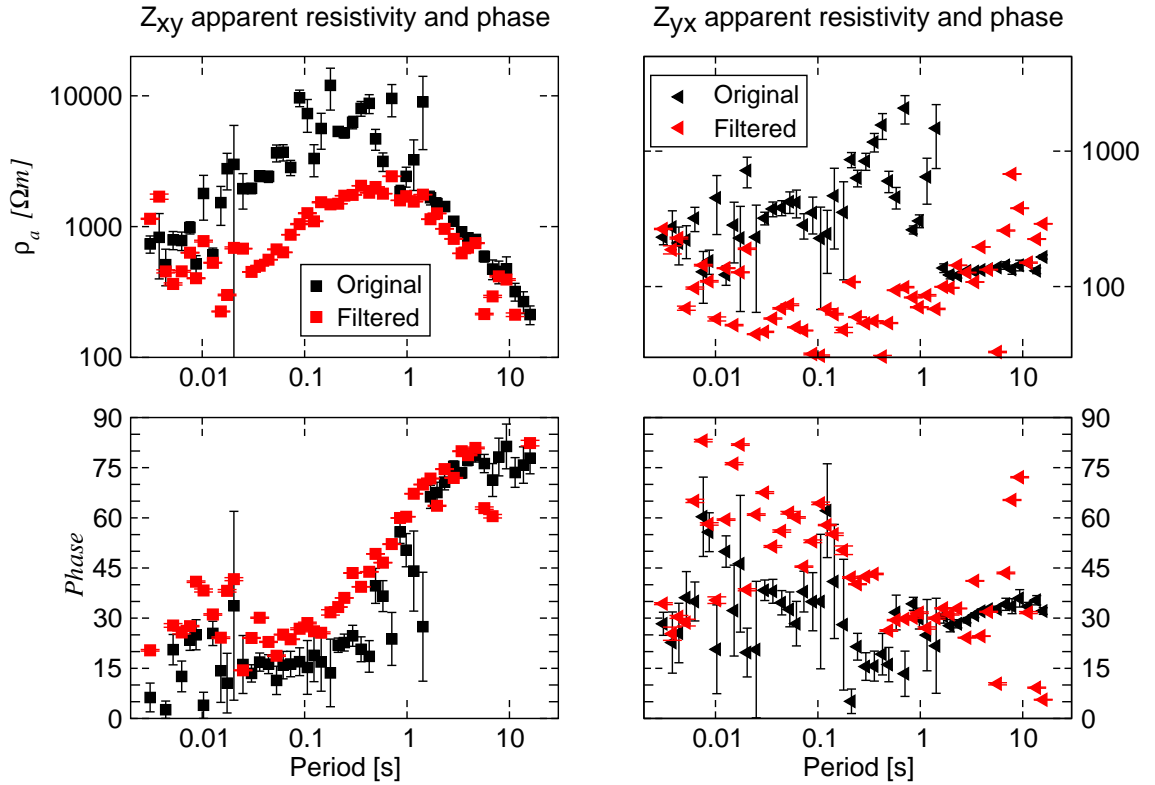 Zxy apparent resistivity and phase
Zyx apparent resistivity and phase
ρa [Ωm]
10000
1000
100
Original
Filtered
0.01 0.1 1 10
Original
Filtered
1000
100
0.01 0.1 1 10
Phase
90
75
60
45
30
15
0
0.01 0.1 1 10
Period [s]
90
75
60
45
30
15
0
0.01 0.1 1 10
Period [s]